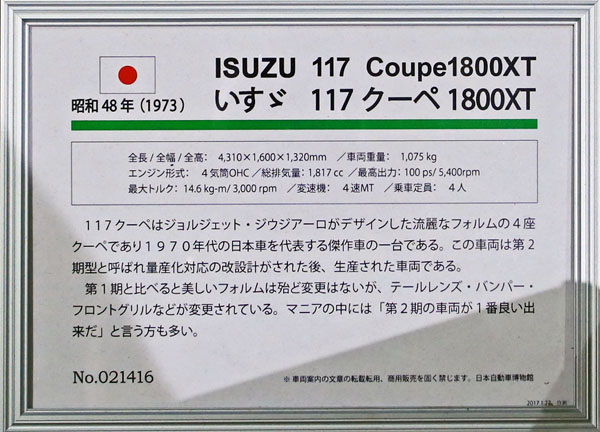 ISUZU 117 Coupe1800XT
昭和48年(1973)
いすゞ 117クーペ1800XT
全長/全幅/全高: 4,310×1,600×1,320mm /車両重量: 1,075 kg
エンジン形式: 4気筒OHC/総排気量:1,817 cc/最高出力:100 ps/ 5,400rpm
最大トルク: 14.6 kg-m/ 3,000 rpm /変速機: 4速MT /乗車定員: 4人
117クーペはジョルジェット・ジウジアーロがデザインした流麗なフォルムの4座
クーペであり1970年代の日本車を代表する傑作車の一台である。この車両は第2
期型と呼ばれ量産化対応の改設計がされた後、生産された車両である。
第1期と比べると美しいフォルムは殆ど変更はないが、テールレンズ・バンパー・
フロントグリルなどが変更されている。マニアの中には「第2期の車両が1番良い出
来だ」と言う方も多い。
No.021416
※車両案内の文章の転載転用、商用販売を固く禁じます。日本自動車博物館